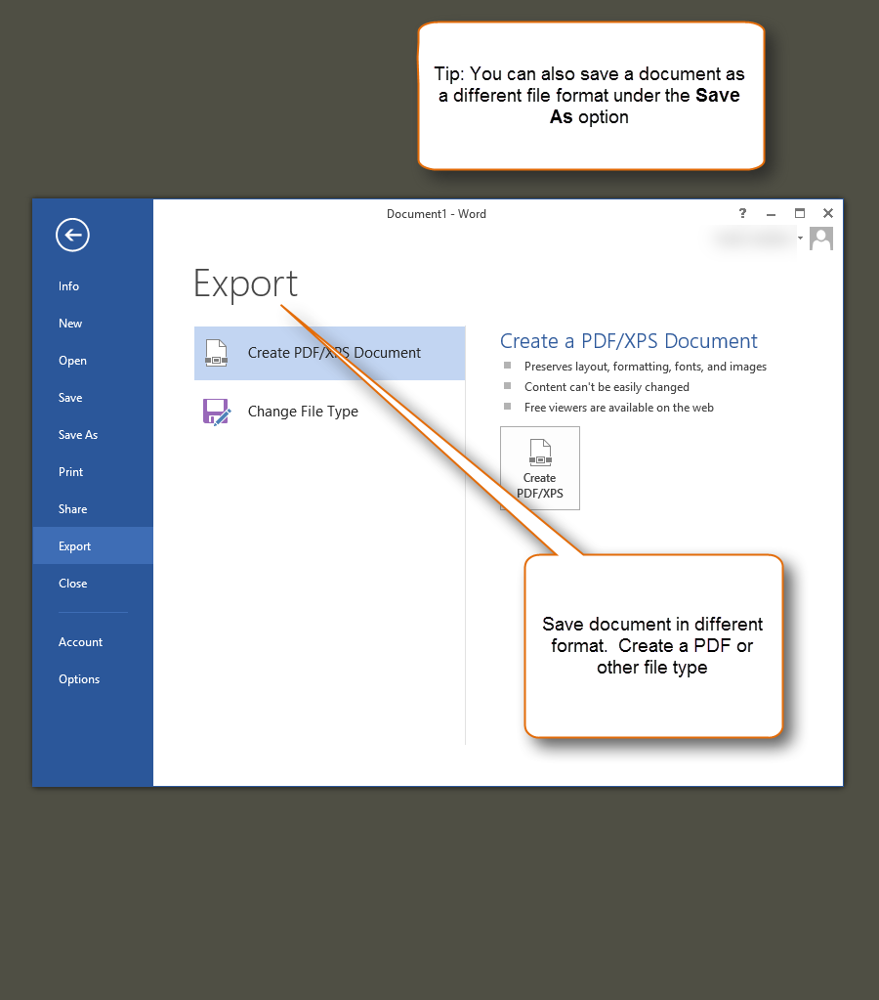 Tip: You can also save a document as
a different file format under the Save
As option
Document1 - Word
?
Info
New
Open
Save
Save As
Print
Share
Export
Close
Account
Options
Export
Create PDF/XPS Document
Change File Type
Create a PDF/XPS Document
Preserves layout, formatting, fonts, and images
Content can't be easily changed
Free viewers are available on the web
Create
PDF/XPS
Save document in different
format.  Create a PDF or
other file type